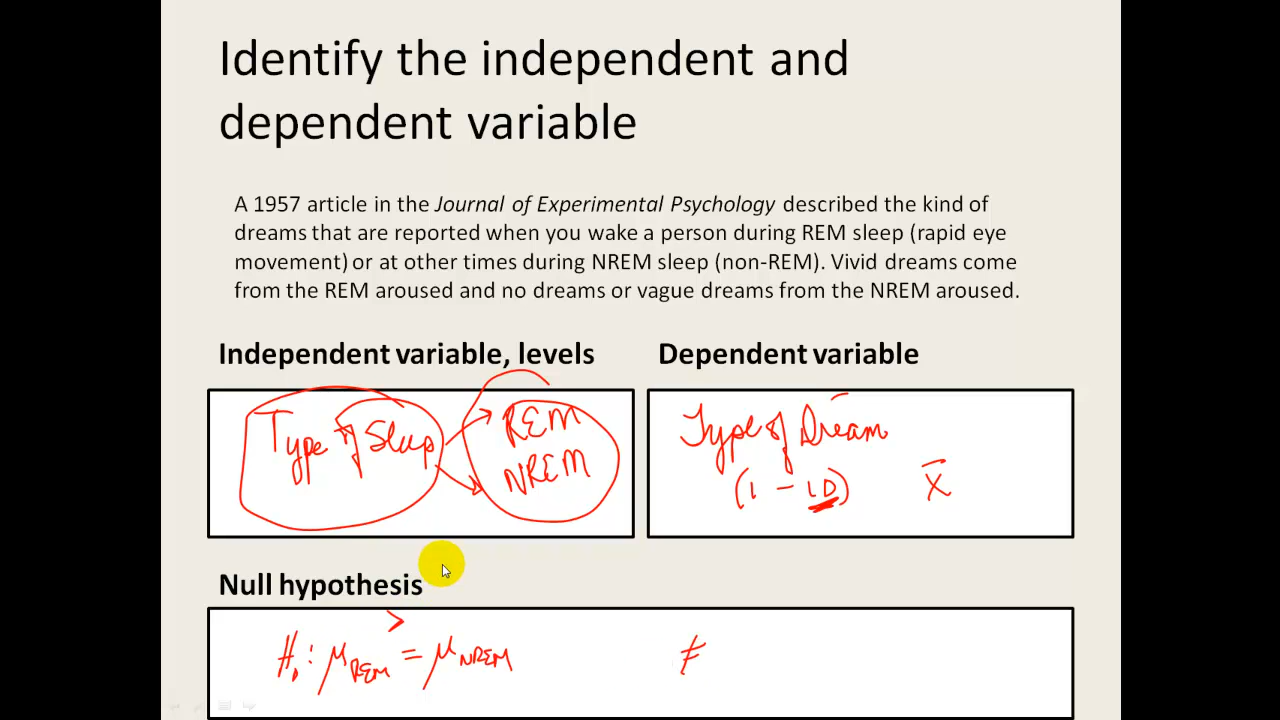 Identify the independent and
dependent variable
A 1957 article in the Journal of Experimental Psychology described the kind of
dreams that are reported when you wake a person during REM sleep (rapid eye
movement) or at other times during NREM sleep (non-REM). Vivid dreams come
from the REM aroused and no dreams or vague dreams from the NREM aroused.
Independent variable, levels
Dependent variable
Type of Sleep
REM
NREM
Type of Dream
(1 - 10)
x̄
Null hypothesis
>
H₀: μREM = μNREM
≠